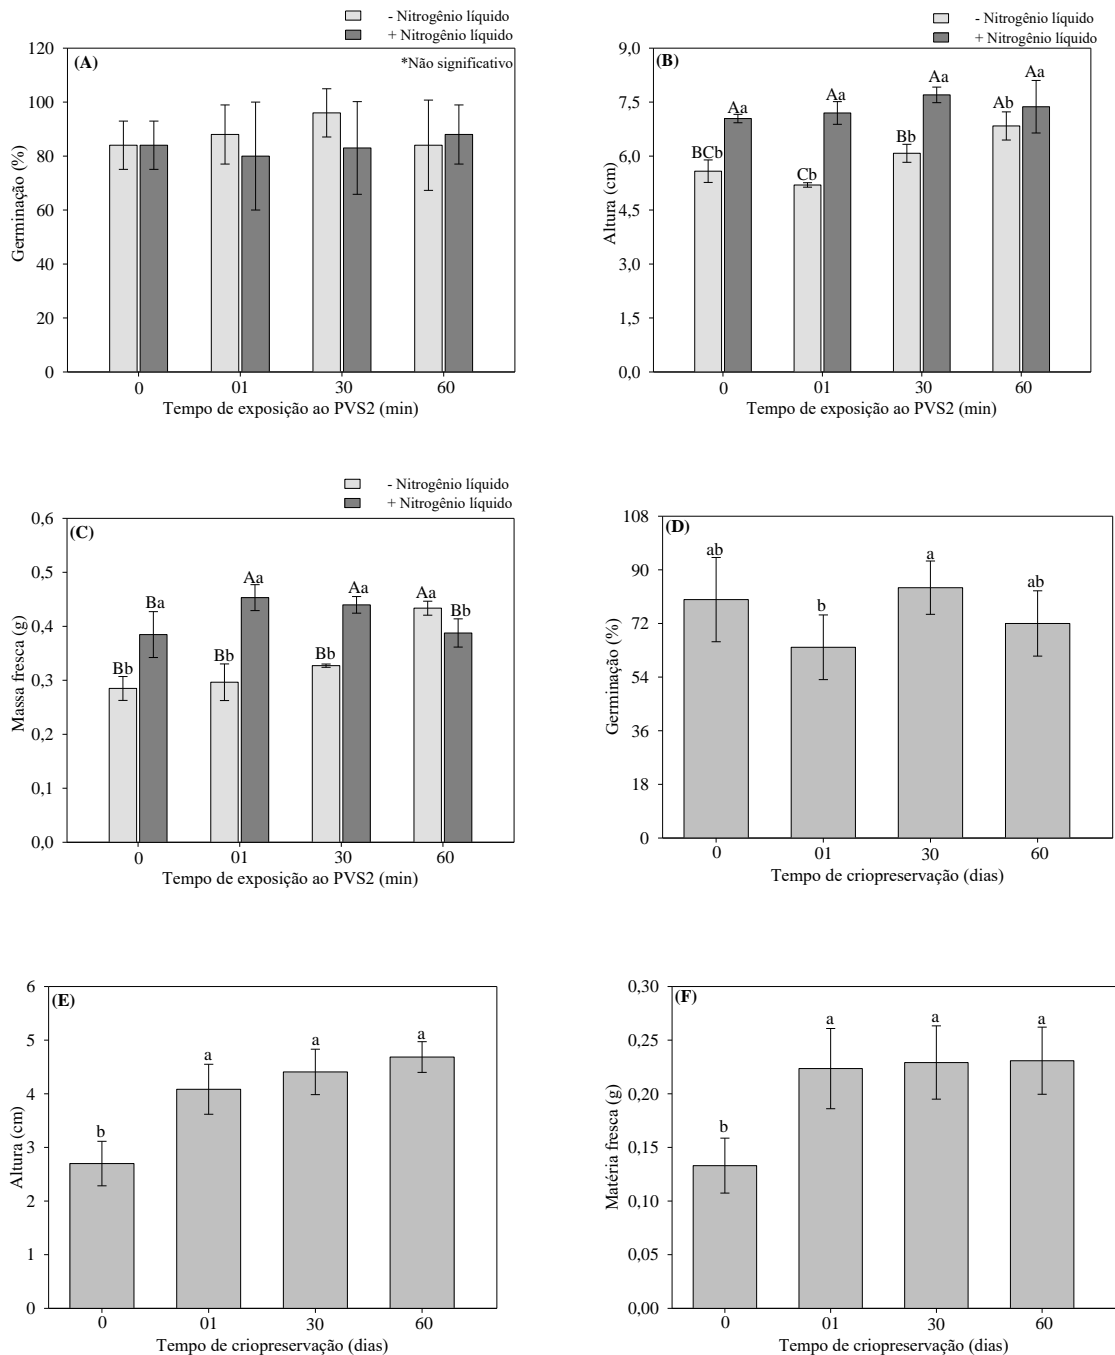 - Nitrogênio líquido
+ Nitrogênio líquido
(A)
*Não significativo
120
100
80
60
40
20
0
Germinação (%)
0 01 30 60
Tempo de exposição ao PVS2 (min)
- Nitrogênio líquido
+ Nitrogênio líquido
(B)
9,0
7,5
6,0
4,5
3,0
1,5
0,0
Altura (cm)
BCb Aa Cb Aa Bb Aa Ab Aa
0 01 30 60
Tempo de exposição ao PVS2 (min)
- Nitrogênio líquido
+ Nitrogênio líquido
(C)
0,6
0,5
0,4
0,3
0,2
0,1
0,0
Massa fresca (g)
Bb Ba Bb Aa Bb Aa Aa Bb
0 01 30 60
Tempo de exposição ao PVS2 (min)
(D)
108
90
72
54
36
18
0
Germinação (%)
ab b a ab
0 01 30 60
Tempo de criopreservação (dias)
(E)
6
5
4
3
2
1
0
Altura (cm)
b a a a
0 01 30 60
Tempo de criopreservação (dias)
(F)
0,30
0,25
0,20
0,15
0,10
0,05
0,00
Matéria fresca (g)
b a a a
0 01 30 60
Tempo de criopreservação (dias)